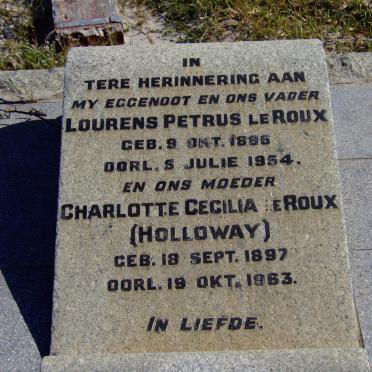 IN
TERE HERINNERING AAN
MY EGGENOOT EN ONS VADER
LOURENS PETRUS LE ROUX
GEB. 9 OKT. 1886
OORL. 5 JULIE 1954.
EN ONS MOEDER
CHARLOTTE CECILIA LE ROUX
(HOLLOWAY)
GEB. 18 SEPT. 1897
OORL. 19 OKT. 1963.
IN LIEFDE.